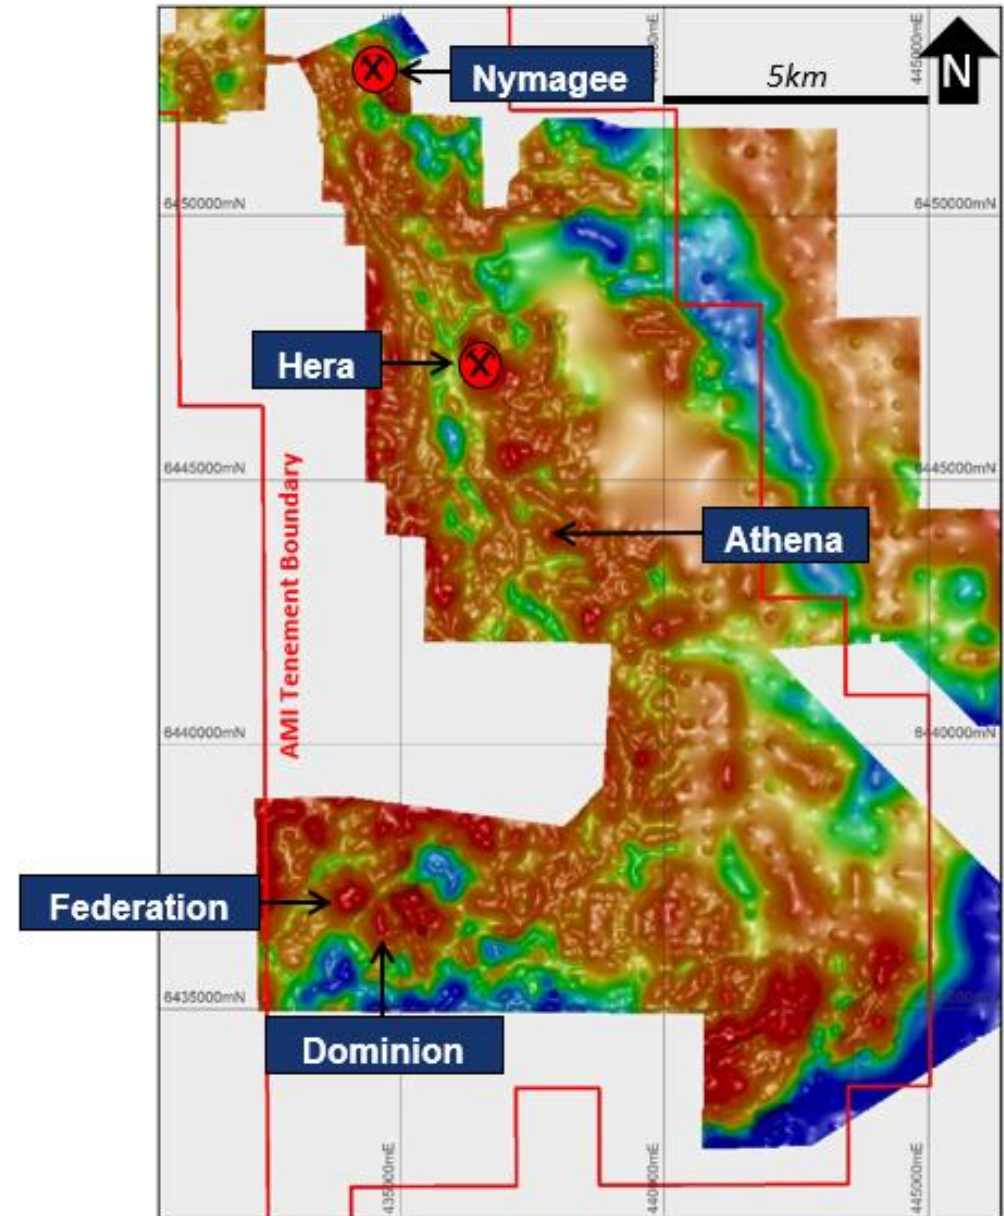 445000mE
N
5km
Nymagee
6450000mN
6450000mN
Hera
6445000mN
6445000mN
AMI Tenement Boundary
Athena
6440000mN
6440000mN
Federation
6435000mN
Dominion
435000mE
440000mE
445000mE